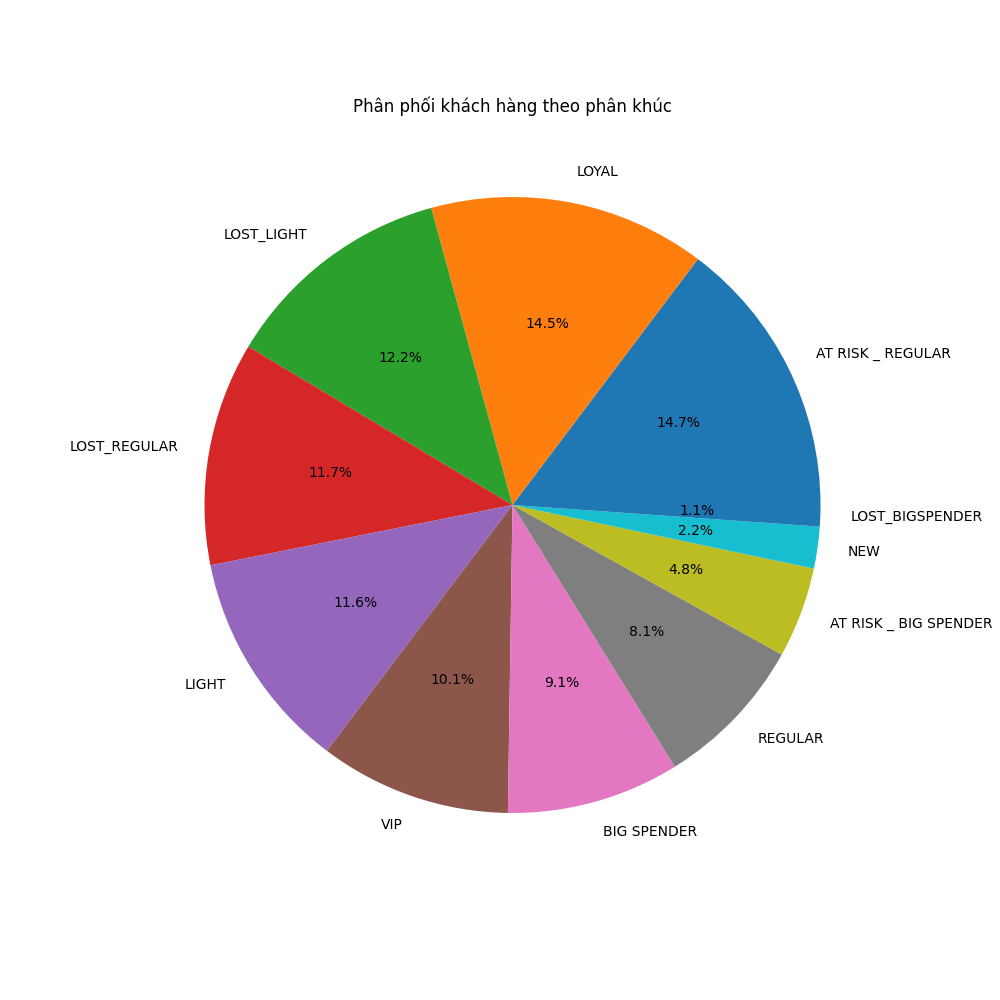 Phân phối khách hàng theo phân khúc
LOYAL
LOST_LIGHT
14.5%
12.2%
AT RISK _ REGULAR
14.7%
LOST_REGULAR
11.7%
1.1%
LOST_BIGSPENDER
2.2%
NEW
4.8%
11.6%
AT RISK _ BIG SPENDER
8.1%
LIGHT
10.1%
9.1%
REGULAR
VIP
BIG SPENDER